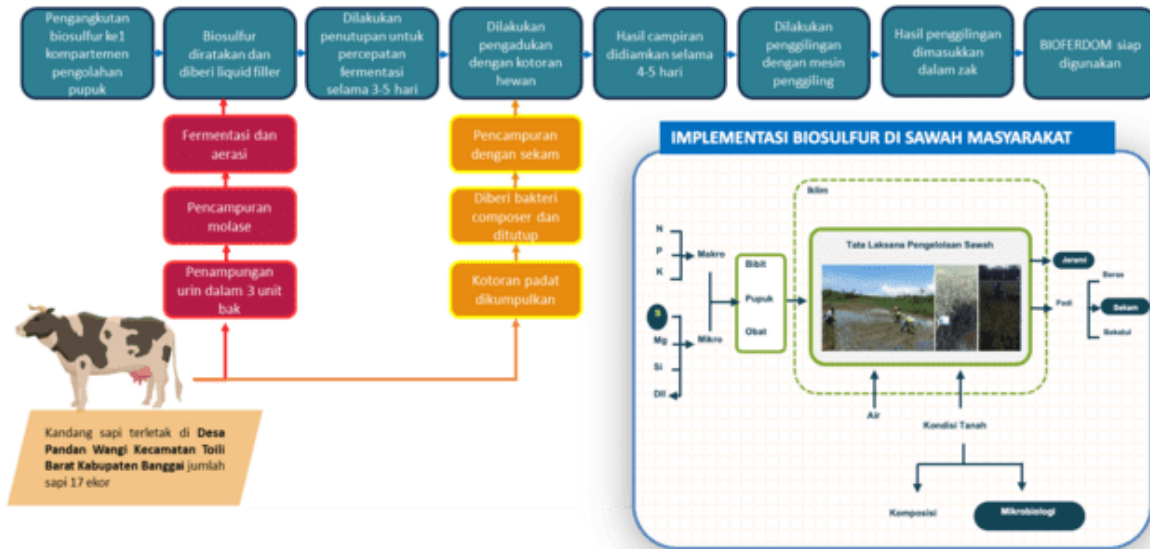 Pengangkutan
biosulfur ke1
kompartemen
pengolahan
pupuk
Biosulfur
diratakan dan
diberi liquid filler
Dilakukan
penutupan untuk
percepatan
fermentasi
selama 3-5 hari
Dilakukan
pengadukan
dengan kotoran
hewan
Hasil campiran
didiamkan selama
4-5 hari
Dilakukan
penggilingan
dengan mesin
penggiling
Hasil penggilingan
dimasukkan
dalam zak
BIOFERDOM siap
digunakan
Fermentasi dan
aerasi
Pencampuran
molase
Penampungan
urin dalam 3 unit
bak
Pencampuran
dengan sekam
Diberi bakteri
composer dan
ditutup
Kotoran padat
dikumpulkan
Kandang sapi terletak di Desa
Pandan Wangi Kecamatan Toili
Barat Kabupaten Banggai jumlah
sapi 17 ekor
IMPLEMENTASI BIOSULFUR DI SAWAH MASYARAKAT
Iklim
N
P
K
Makro
S
Mg
Si
Dll
Mikro
Bibit
Pupuk
Obat
Tata Laksana Pengelolaan Sawah
Jerami
Padi
Beras
Sekam
Bekatul
Air
Kondisi Tanah
Komposisi
Mikrobiologi